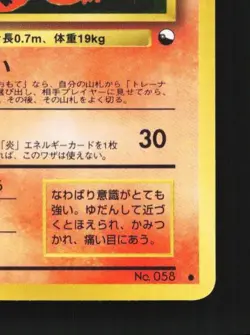 長0.7m、体重19kg
い
おもて」なら、自分の山札から「トレーナ
選び出し、相手プレイヤーに見せてから、
。その後、その山札をよく切る。
「炎」エネルギーカードを1枚
れば、このワザは使えない。
30
なわばり意識がとても
強い。ゆだんして近づ
くとほえられ、かみつ
かれ、痛い目にあう。
No. 058 ●